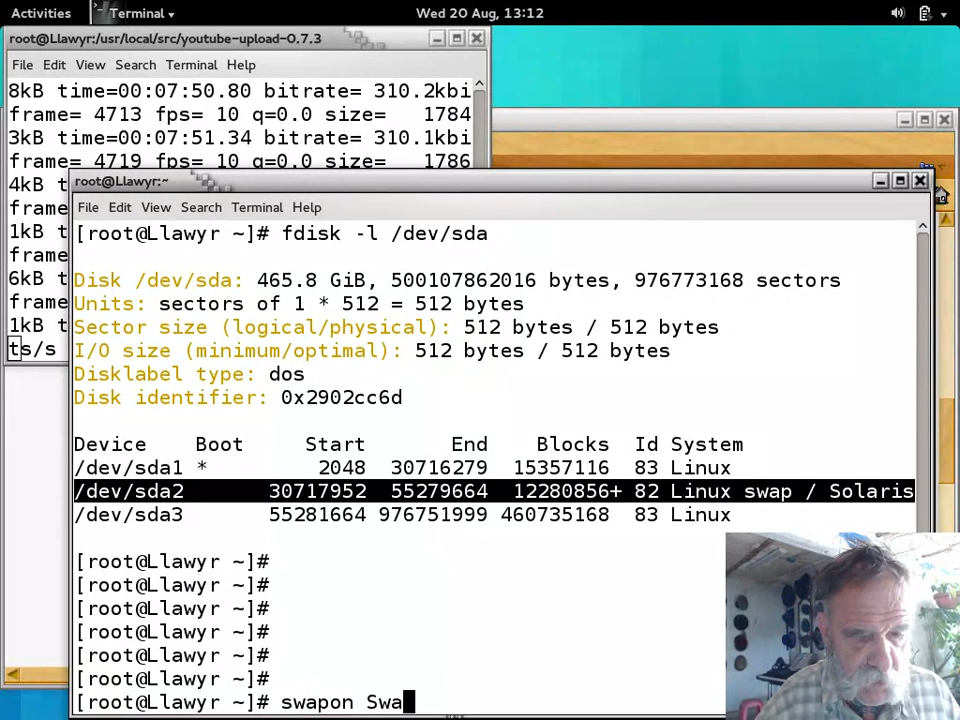 Activities Terminal Wed 20 Aug, 13:12
root@Llawyr:/usr/local/src/youtube-upload-0.7.3
File Edit View Search Terminal Help
8kB time=00:07:50.80 bitrate= 310.2kbi
frame= 4713 fps= 10 q=0.0 size= 1784
3kB time=00:07:51.34 bitrate= 310.1kbi
frame= 4719 fps= 10 q=0.0 size= 1786
4kB t
frame
1kB t
frame
6kB t
frame
1kB t
ts/s
root@Llawyr:~
File Edit View Search Terminal Help
[root@Llawyr ~]# fdisk -l /dev/sda
Disk /dev/sda: 465.8 GiB, 500107862016 bytes, 976773168 sectors
Units: sectors of 1 * 512 = 512 bytes
Sector size (logical/physical): 512 bytes / 512 bytes
I/O size (minimum/optimal): 512 bytes / 512 bytes
Disklabel type: dos
Disk identifier: 0x2902cc6d
Device Boot Start End Blocks Id System
/dev/sda1 * 2048 30716279 15357116 83 Linux
/dev/sda2 30717952 55279664 12280856+ 82 Linux swap / Solaris
/dev/sda3 55281664 976751999 460735168 83 Linux
[root@Llawyr ~]#
[root@Llawyr ~]#
[root@Llawyr ~]#
[root@Llawyr ~]#
[root@Llawyr ~]#
[root@Llawyr ~]#
[root@Llawyr ~]# swapon Swa